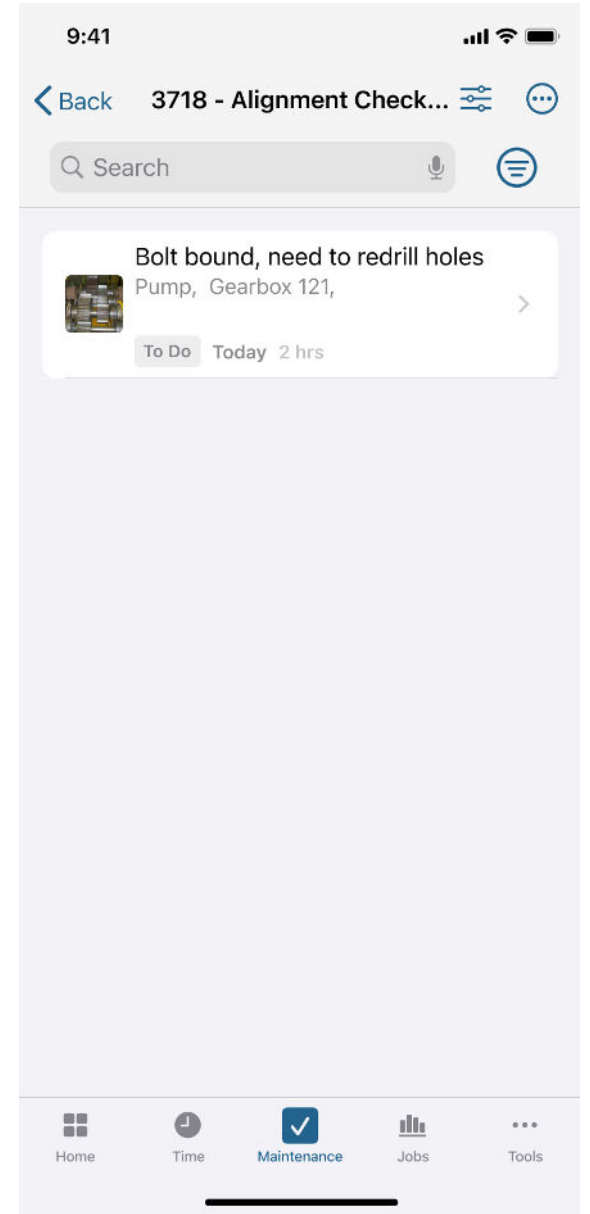 9:41
Back 3718 - Alignment Check...
Search
Bolt bound, need to redrill holes
Pump, Gearbox 121,
To Do Today 2 hrs
Home Time Maintenance Jobs Tools